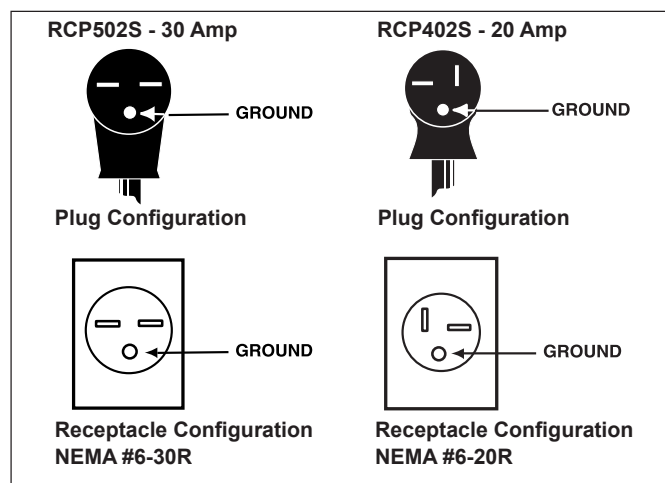 RCP502S - 30 Amp
GROUND
Plug Configuration
GROUND
Receptacle Configuration
NEMA #6-30R
RCP402S - 20 Amp
GROUND
Plug Configuration
GROUND
Receptacle Configuration
NEMA #6-20R